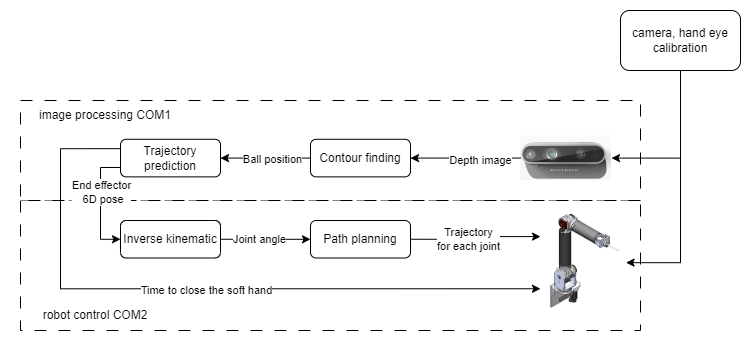 camera, hand eye
calibration
image processing COM1
Trajectory
prediction
Ball position
Contour finding
Depth image
End effector
6D pose
Inverse kinematic
Joint angle
Path planning
Trajectory
for each joint
Time to close the soft hand
robot control COM2